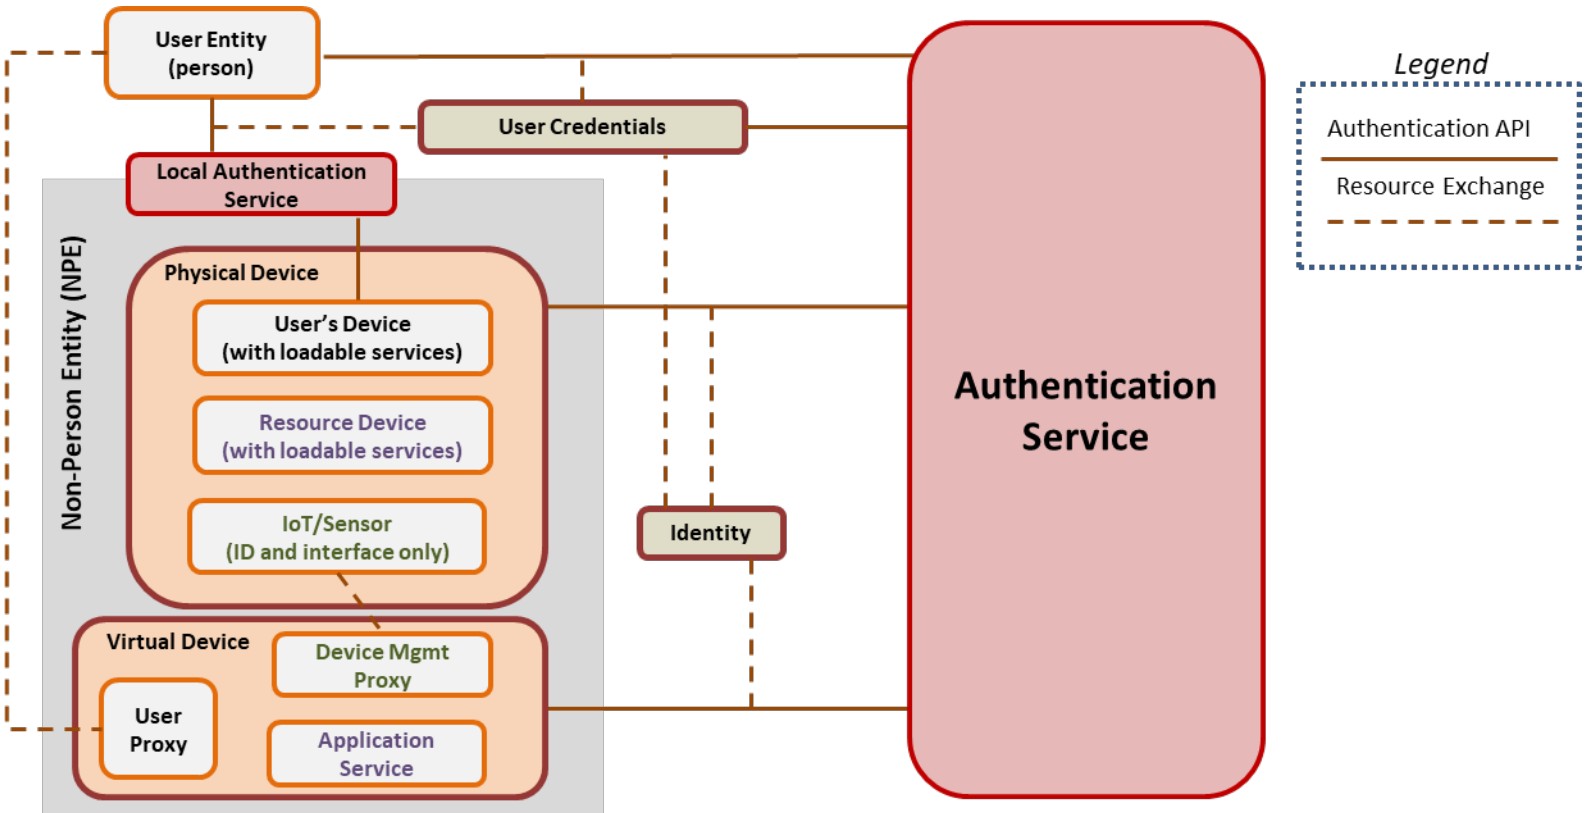 User Entity
(person)
User Credentials
Local Authentication
Service
Non-Person Entity (NPE)
Physical Device
User’s Device
(with loadable services)
Resource Device
(with loadable services)
IoT/Sensor
(ID and interface only)
Identity
Virtual Device
Device Mgmt
Proxy
User
Proxy
Application
Service
Authentication
Service
Legend
Authentication API
Resource Exchange